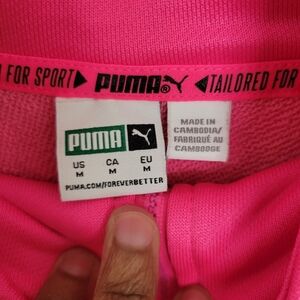 FOR SPORT▶ PUMA® ◀TAILORED FOR
PUMA
US CA EU
M M M
PUMA.COM/FOREVERBETTER
MADE IN
CAMBODIA/
FABRIQUÉ AU
CAMBODGE